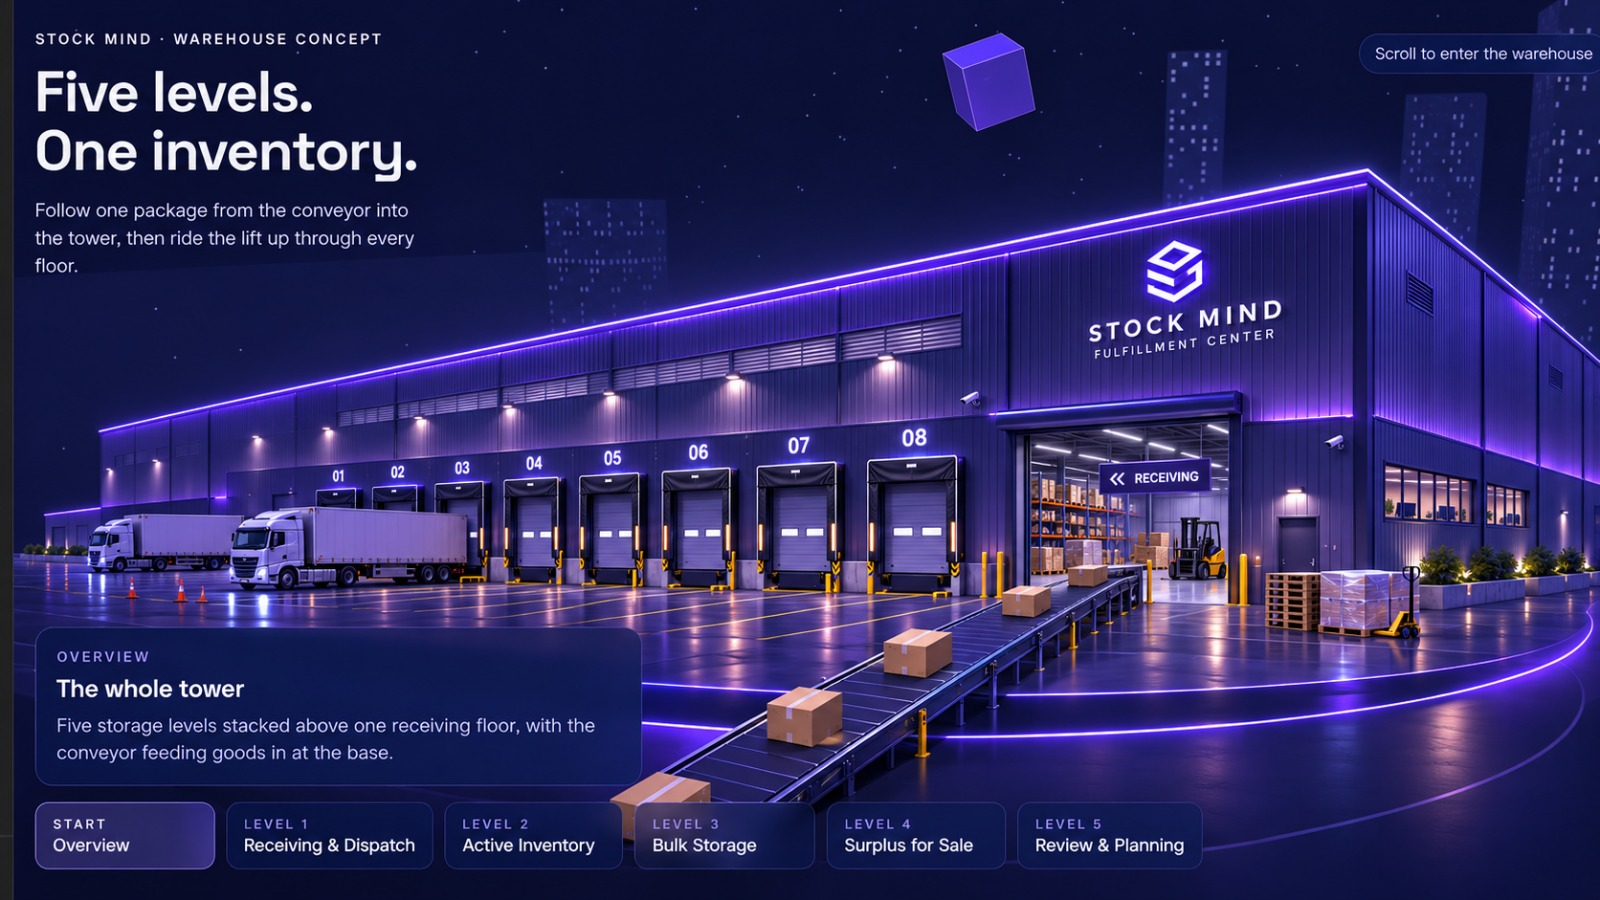 STOCK MIND · WAREHOUSE CONCEPT
Scroll to enter the warehouse
Five levels.
One inventory.
Follow one package from the conveyor into
the tower, then ride the lift up through every
floor.
STOCK MIND
FULFILLMENT CENTER
01
02
03
04
05
06
07
08
RECEIVING
OVERVIEW
The whole tower
Five storage levels stacked above one receiving floor, with the
conveyor feeding goods in at the base.
START
Overview
LEVEL 1
Receiving & Dispatch
LEVEL 2
Active Inventory
LEVEL 3
Bulk Storage
LEVEL 4
Surplus for Sale
LEVEL 5
Review & Planning